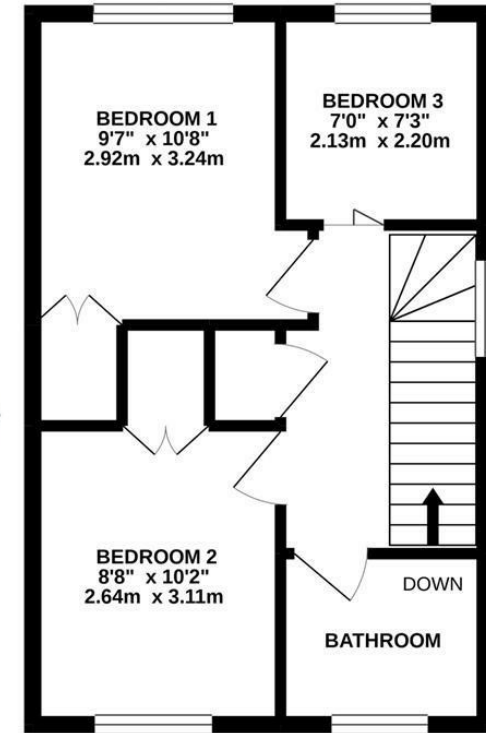 BEDROOM 1
9'7" x 10'8"
2.92m x 3.24m
BEDROOM 3
7'0" x 7'3"
2.13m x 2.20m
BEDROOM 2
8'8" x 10'2"
2.64m x 3.11m
DOWN
BATHROOM